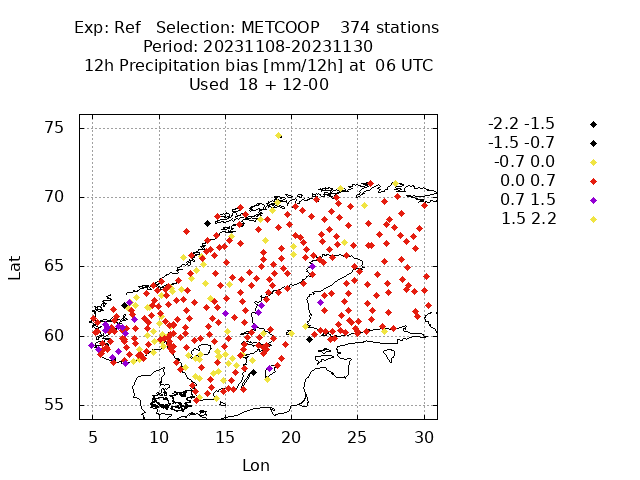 Exp: Ref   Selection: METCOOP    374 stations
Period: 20231108-20231130
12h Precipitation bias [mm/12h] at  06 UTC
Used  18 + 12-00
-2.2 -1.5
-1.5 -0.7
-0.7 0.0
0.0 0.7
0.7 1.5
1.5 2.2
75
70
65
60
55
Lat
5 10 15 20 25 30
Lon